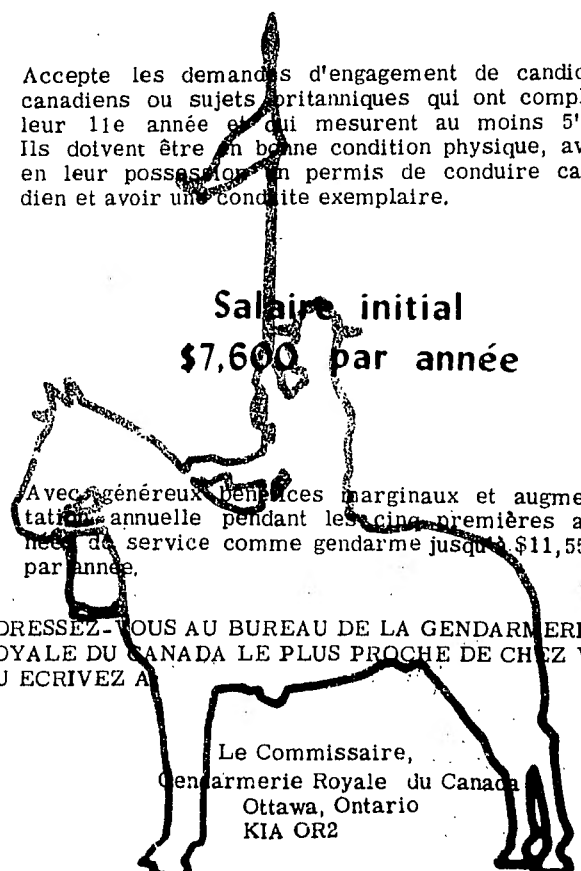 Accepte les demandes d'engagement de candid
canadiens ou sujets britanniques qui ont compl
leur 11e année et qui mesurent au moins 5'
Ils doivent être en bonne condition physique, av
en leur possession un permis de conduire ca
dien et avoir une conduite exemplaire.
Salaire initial
$7,600 par année
Avec généreux bénéfices marginaux et augme
tation annuelle pendant les cinq premières a
nées de service comme gendarme jusqu'à $11,55
par année.
DRESSEZ-VOUS AU BUREAU DE LA GENDARMERI
OYALE DU CANADA LE PLUS PROCHE DE CHEZ V
U ECRIVEZ A
Le Commissaire,
Gendarmerie Royale du Canada
Ottawa, Ontario
KIA OR2